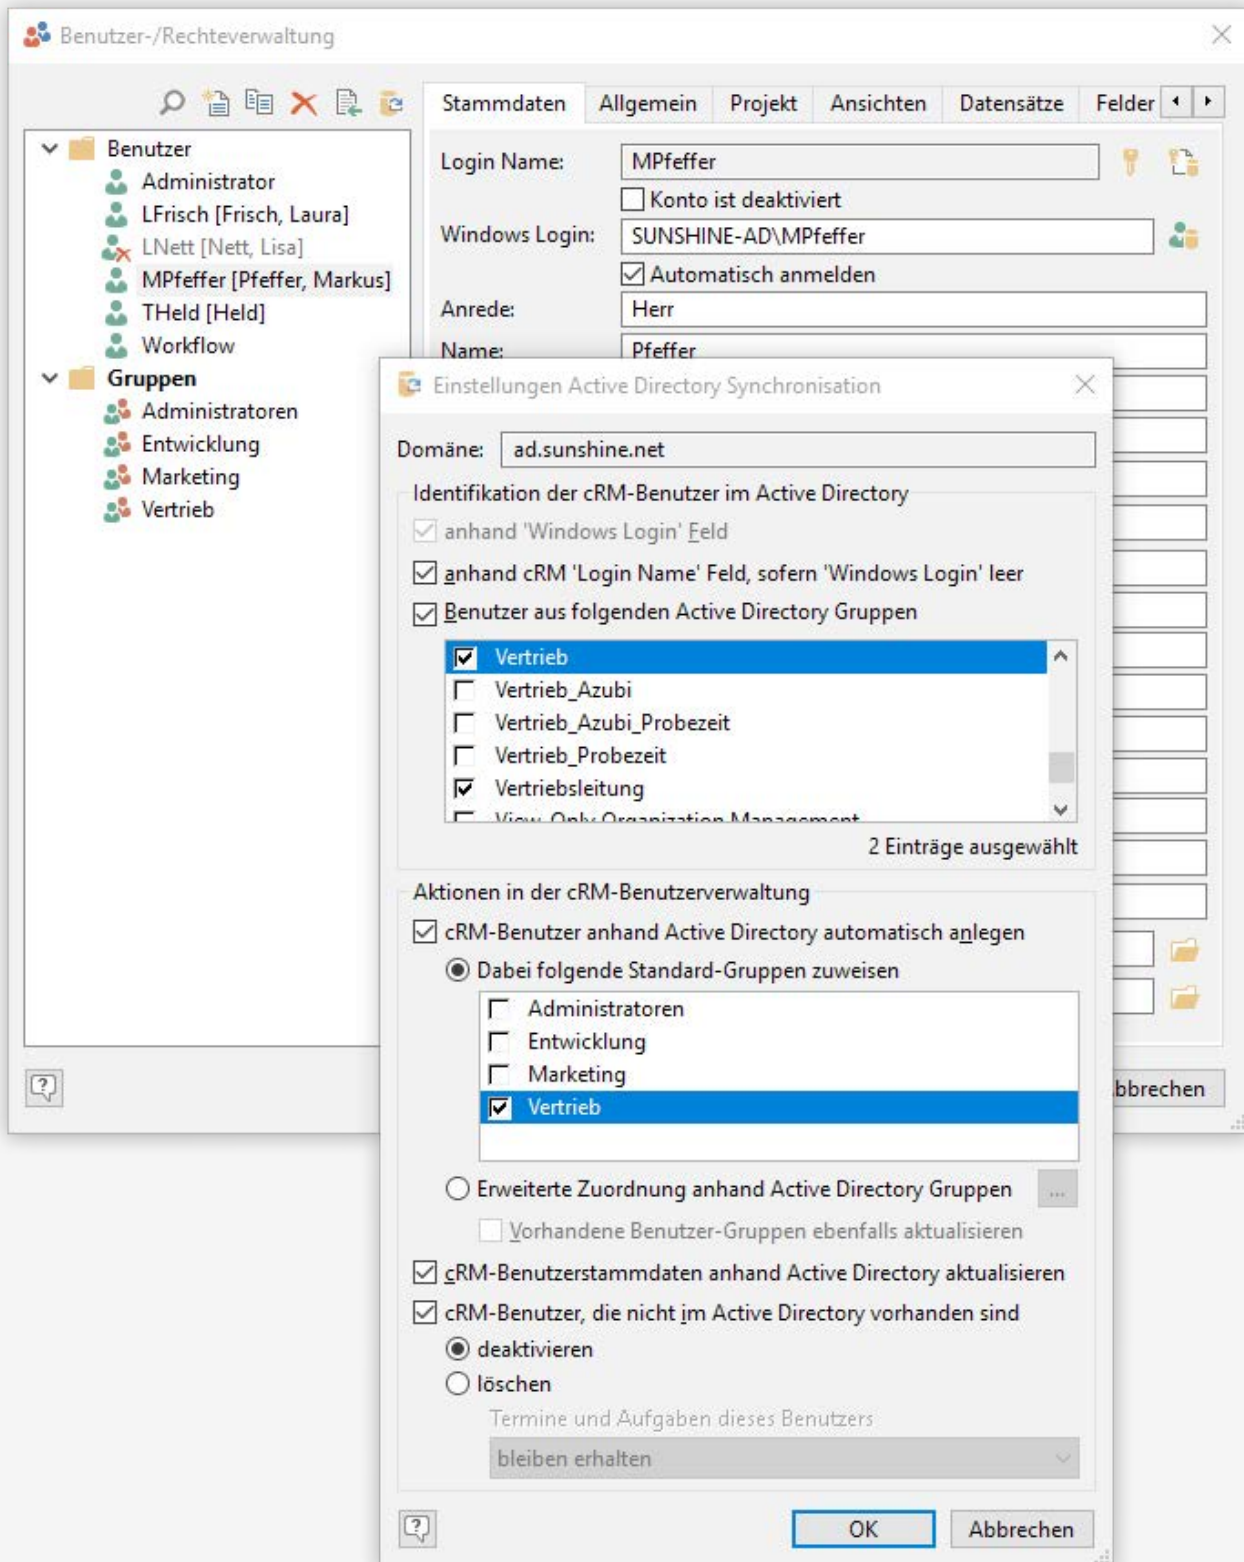 Benutzer-/Rechteverwaltung
Stammdaten Allgemein Projekt Ansichten Datensätze Felder
Benutzer
Administrator
LFrisch [Frisch, Laura]
LNett [Nett, Lisa]
MPfeffer [Pfeffer, Markus]
THeld [Held]
Workflow
Gruppen
Administratoren
Entwicklung
Marketing
Vertrieb
Login Name: MPfeffer
Konto ist deaktiviert
Windows Login: SUNSHINE-AD\MPfeffer
Automatisch anmelden
Anrede: Herr
Name: Pfeffer
bbrechen
Einstellungen Active Directory Synchronisation
Domäne: ad.sunshine.net
Identifikation der cRM-Benutzer im Active Directory
anhand 'Windows Login' Feld
anhand cRM 'Login Name' Feld, sofern 'Windows Login' leer
Benutzer aus folgenden Active Directory Gruppen
Vertrieb
Vertrieb_Azubi
Vertrieb_Azubi_Probezeit
Vertrieb_Probezeit
Vertriebsleitung
View-Only Organization Management
2 Einträge ausgewählt
Aktionen in der cRM-Benutzerverwaltung
cRM-Benutzer anhand Active Directory automatisch anlegen
Dabei folgende Standard-Gruppen zuweisen
Administratoren
Entwicklung
Marketing
Vertrieb
Erweiterte Zuordnung anhand Active Directory Gruppen ...
Vorhandene Benutzer-Gruppen ebenfalls aktualisieren
cRM-Benutzerstammdaten anhand Active Directory aktualisieren
cRM-Benutzer, die nicht im Active Directory vorhanden sind
deaktivieren
löschen
Termine und Aufgaben dieses Benutzers
bleiben erhalten
OK Abbrechen